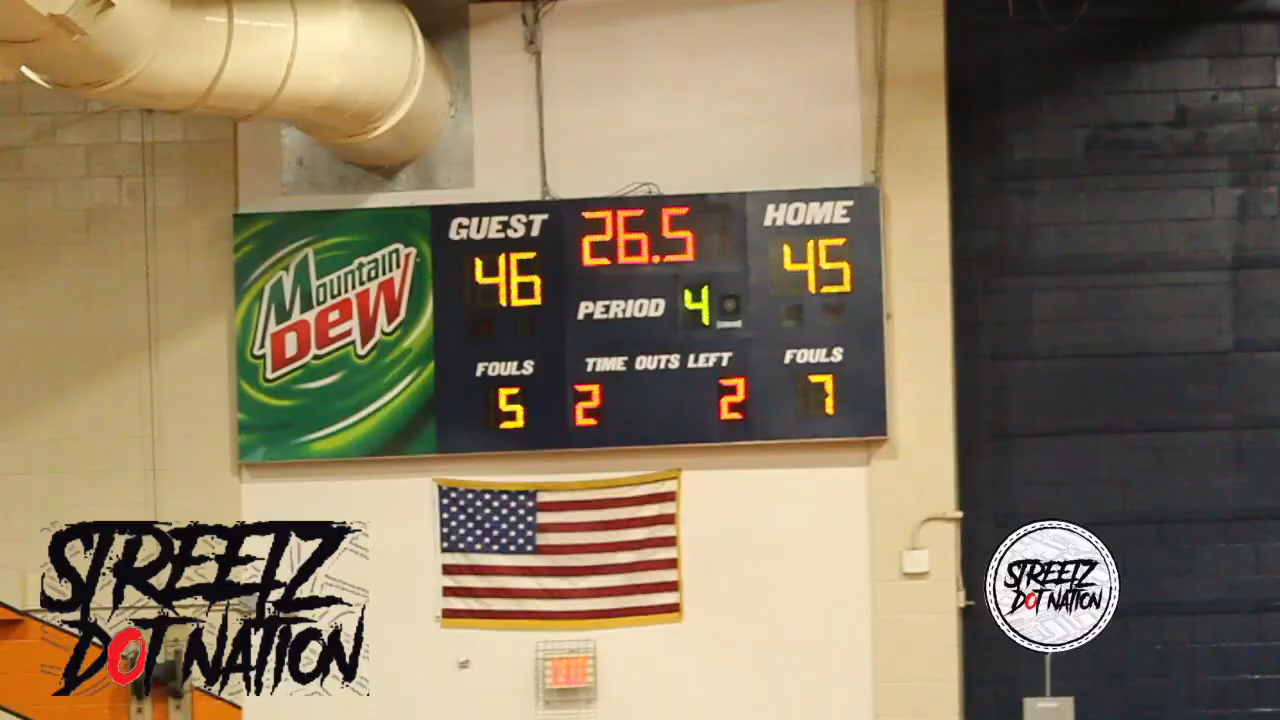 GUEST 26.5 HOME
46 45
Mountain
DEW
PERIOD 4
FOULS TIME OUTS LEFT FOULS
5 2 2 7
EXIT
STREETZ
DOT NATION
STREETZ
DOT NATION